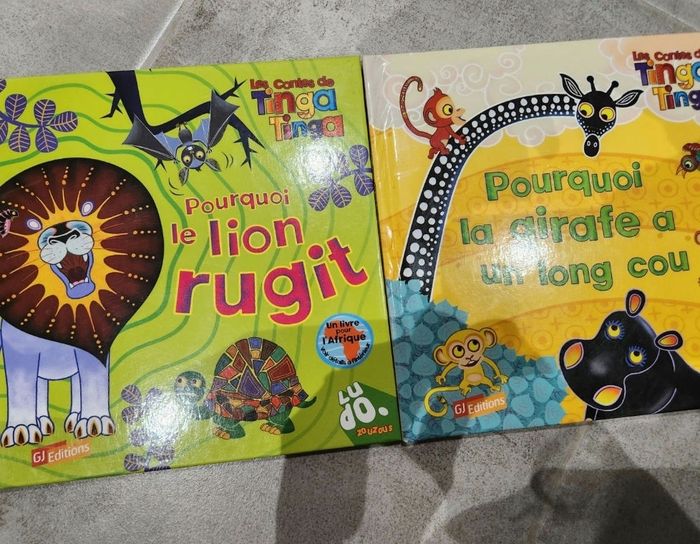 Les Contes de
Tinga
Tinga
Pourquoi
le lion
rugit
Un livre
pour
l'Afrique
LU
DO.
ZOUZOUS
GJ Editions
Les Contes de
Tinga
Tinga
Pourquoi
la girafe a
un long cou
GJ Editions